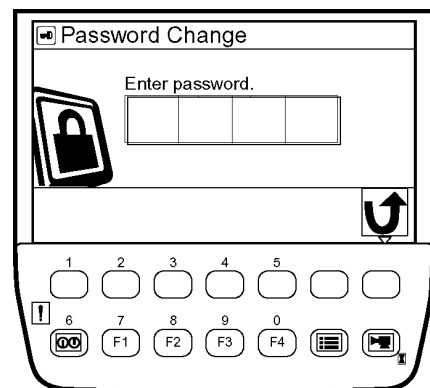 Password Change
Enter password.
1 2 3 4 5
!
6 7 8 9 0
F1 F2 F3 F4